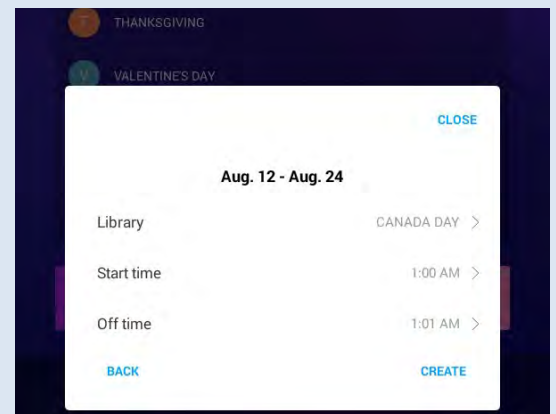 T THANKSGIVING
V VALENTINE'S DAY
CLOSE
Aug. 12 - Aug. 24
Library CANADA DAY >
Start time 1:00 AM >
Off time 1:01 AM >
BACK CREATE